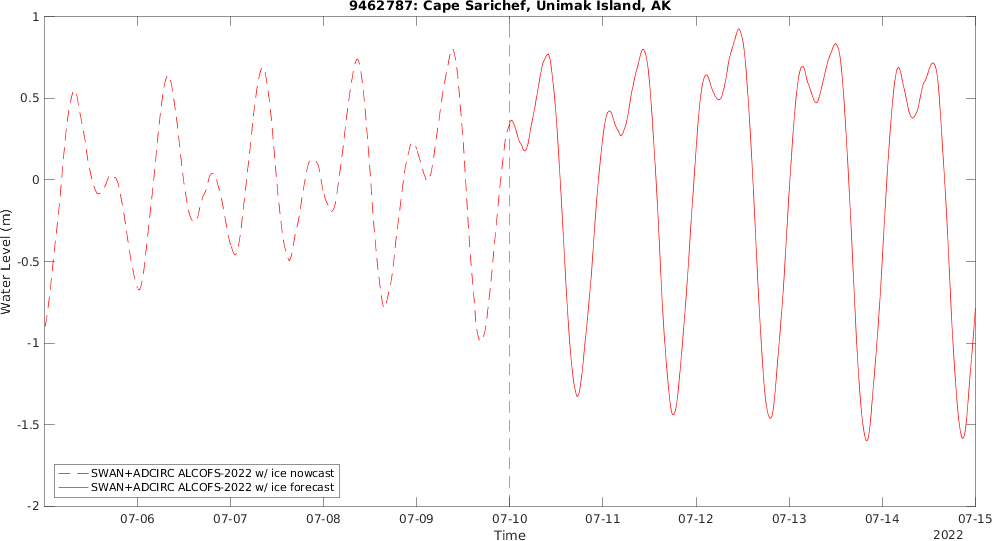 9462787: Cape Sarichef, Unimak Island, AK
Water Level (m)
1
0.5
0
-0.5
-1
-1.5
-2
SWAN+ADCIRC ALCOFS-2022 w/ ice nowcast
SWAN+ADCIRC ALCOFS-2022 w/ ice forecast
07-06 07-07 07-08 07-09 07-10 07-11 07-12 07-13 07-14 07-15
Time
2022